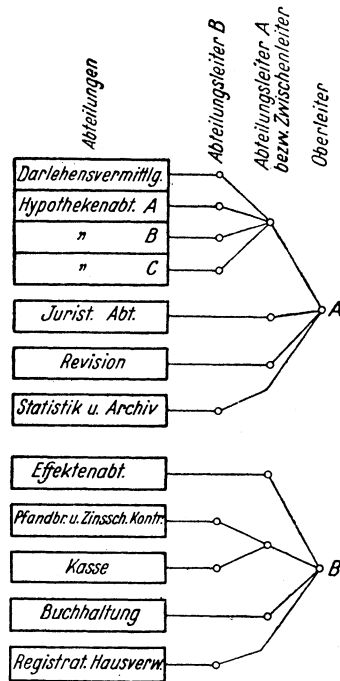 Abteilungen
Abteilungsleiter B
Abteilungsleiter A
bezw. Zwischenleiter
Oberleiter
Darlehensvermittlg.
Hypothekenabt. A
" B
" C
Jurist. Abt.
A
Revision
Statistik u. Archiv
Effektenabt.
Pfandbr. u. Zinssch. Kontr.
Kasse
B
Buchhaltung
Registrat. Hausverw.